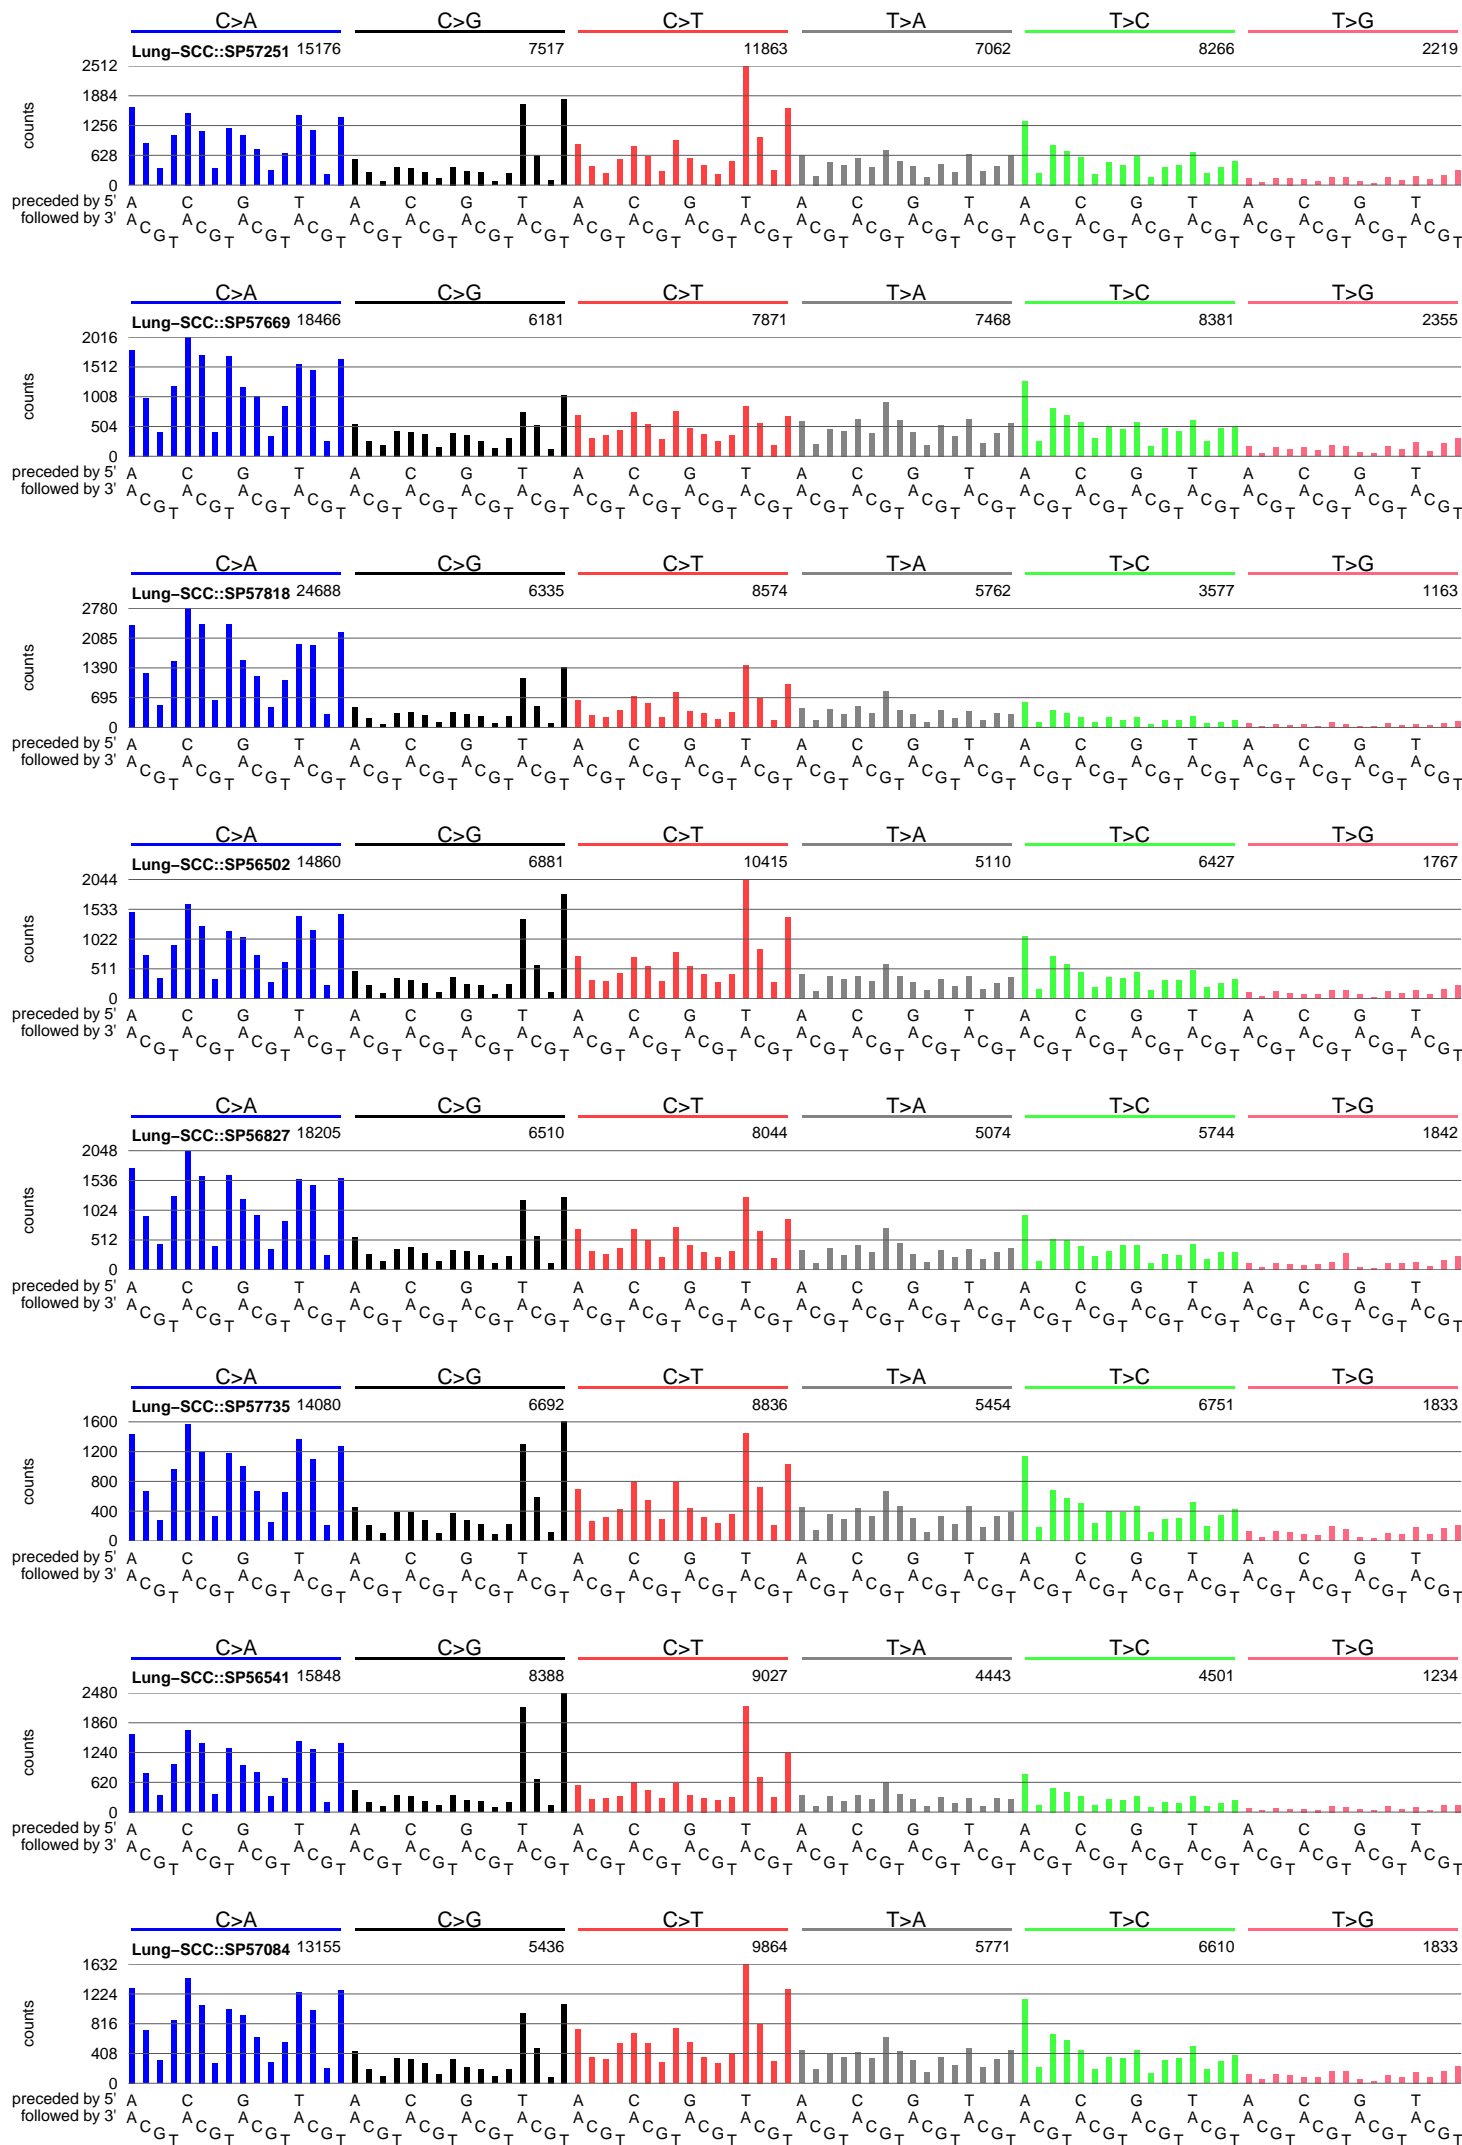 C>A C>G C>T T>A T>C T>G
Lung–SCC::SP57251 15176 7517 11863 7062 8266 2219
2512
1884
1256
628
0
counts
preceded by 5' A C G T A C G T A C G T A C G T A C G T A C G T
followed by 3' A C G T A C G T A C G T A C G T A C G T A C G T A C G T A C G T A C G T A C G T A C G T A C G T A C G T A C G T A C G T A C G T A C G T A C G T A C G T A C G T A C G T A C G T A C G T A C G T
C>A C>G C>T T>A T>C T>G
Lung–SCC::SP57669 18466 6181 7871 7468 8381 2355
2016
1512
1008
504
0
counts
preceded by 5' A C G T A C G T A C G T A C G T A C G T A C G T
followed by 3' A C G T A C G T A C G T A C G T A C G T A C G T A C G T A C G T A C G T A C G T A C G T A C G T A C G T A C G T A C G T A C G T A C G T A C G T A C G T A C G T A C G T A C G T A C G T A C G T
C>A C>G C>T T>A T>C T>G
Lung–SCC::SP57818 24688 6335 8574 5762 3577 1163
2780
2085
1390
695
0
counts
preceded by 5' A C G T A C G T A C G T A C G T A C G T A C G T
followed by 3' A C G T A C G T A C G T A C G T A C G T A C G T A C G T A C G T A C G T A C G T A C G T A C G T A C G T A C G T A C G T A C G T A C G T A C G T A C G T A C G T A C G T A C G T A C G T A C G T
C>A C>G C>T T>A T>C T>G
Lung–SCC::SP56502 14860 6881 10415 5110 6427 1767
2044
1533
1022
511
0
counts
preceded by 5' A C G T A C G T A C G T A C G T A C G T A C G T
followed by 3' A C G T A C G T A C G T A C G T A C G T A C G T A C G T A C G T A C G T A C G T A C G T A C G T A C G T A C G T A C G T A C G T A C G T A C G T A C G T A C G T A C G T A C G T A C G T A C G T
C>A C>G C>T T>A T>C T>G
Lung–SCC::SP56827 18205 6510 8044 5074 5744 1842
2048
1536
1024
512
0
counts
preceded by 5' A C G T A C G T A C G T A C G T A C G T A C G T
followed by 3' A C G T A C G T A C G T A C G T A C G T A C G T A C G T A C G T A C G T A C G T A C G T A C G T A C G T A C G T A C G T A C G T A C G T A C G T A C G T A C G T A C G T A C G T A C G T A C G T
C>A C>G C>T T>A T>C T>G
Lung–SCC::SP57735 14080 6692 8836 5454 6751 1833
1600
1200
800
400
0
counts
preceded by 5' A C G T A C G T A C G T A C G T A C G T A C G T
followed by 3' A C G T A C G T A C G T A C G T A C G T A C G T A C G T A C G T A C G T A C G T A C G T A C G T A C G T A C G T A C G T A C G T A C G T A C G T A C G T A C G T A C G T A C G T A C G T A C G T
C>A C>G C>T T>A T>C T>G
Lung–SCC::SP56541 15848 8388 9027 4443 4501 1234
2480
1860
1240
620
0
counts
preceded by 5' A C G T A C G T A C G T A C G T A C G T A C G T
followed by 3' A C G T A C G T A C G T A C G T A C G T A C G T A C G T A C G T A C G T A C G T A C G T A C G T A C G T A C G T A C G T A C G T A C G T A C G T A C G T A C G T A C G T A C G T A C G T A C G T
C>A C>G C>T T>A T>C T>G
Lung–SCC::SP57084 13155 5436 9864 5771 6610 1833
1632
1224
816
408
0
counts
preceded by 5' A C G T A C G T A C G T A C G T A C G T A C G T
followed by 3' A C G T A C G T A C G T A C G T A C G T A C G T A C G T A C G T A C G T A C G T A C G T A C G T A C G T A C G T A C G T A C G T A C G T A C G T A C G T A C G T A C G T A C G T A C G T A C G T